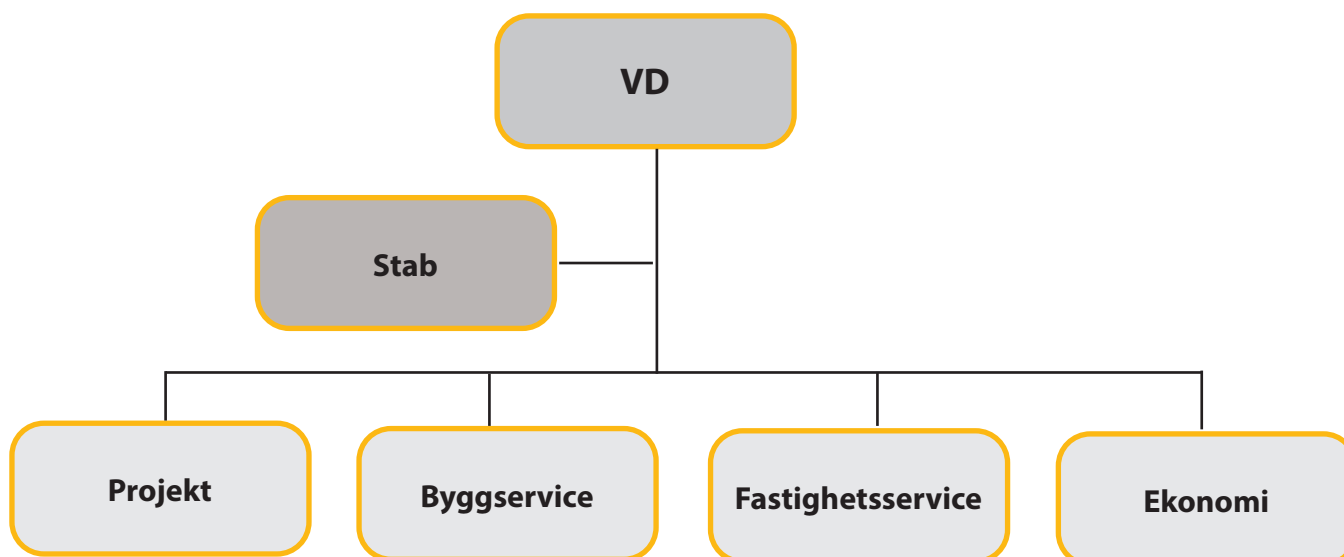 VD
Stab
Projekt
Byggservice
Fastighetsservice
Ekonomi